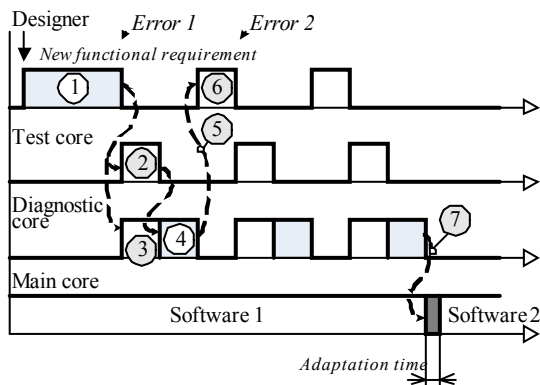 Designer
Error 1
Error 2
New functional requirement
1
6
Test core
5
2
Diagnostic
core
7
3
4
Main core
Software 1
Software 2
Adaptation time